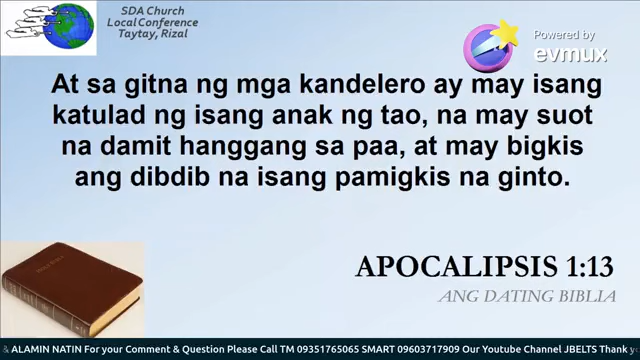 SDA Church
Local Conference
Taytay, Rizal
Powered by
evmux
At sa gitna ng mga kandelero ay may isang
katulad ng isang anak ng tao, na may suot
na damit hanggang sa paa, at may bigkis
ang dibdib na isang pamigkis na ginto.
APOCALIPSIS 1:13
ANG DATING BIBLIA
& ALAMIN NATIN For your Comment & Question Please Call TM 09351765065 SMART 09603717909 Our Youtube Channel JBELTS Thank y